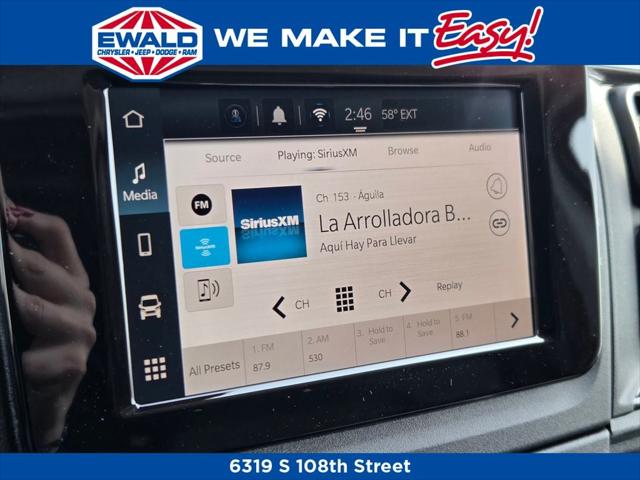 EWALD
CHRYSLER • JEEP • DODGE • RAM
WE MAKE IT Easy!
2:46 58° EXT
Source Playing: SiriusXM Browse Audio
Media
FM
Ch 153 - Águila
SiriusXM
La Arrolladora B...
Aquí Hay Para Llevar
SiriusXM
CH CH Replay
All Presets
1. FM
87.9
2. AM
530
3. Hold to
Save
4. Hold to
Save
5. FM
88.1
6319 S 108th Street